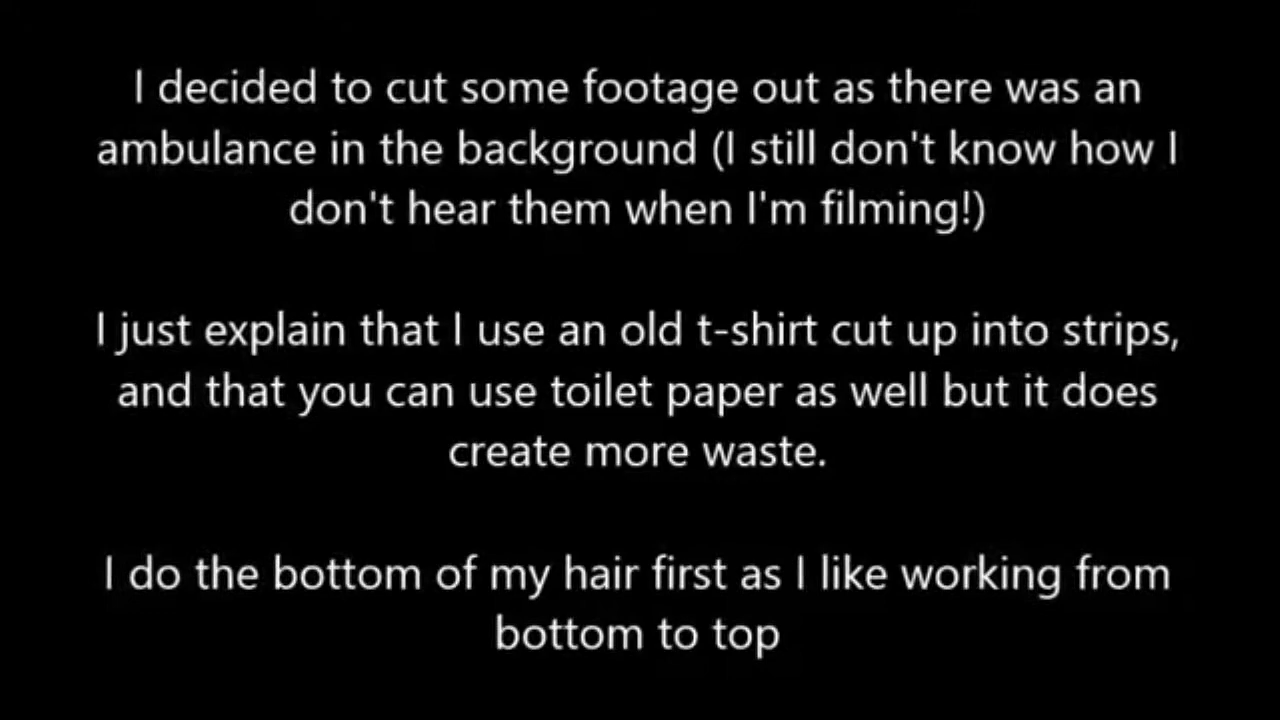 I decided to cut some footage out as there was an
ambulance in the background (I still don't know how I
don't hear them when I'm filming!)
I just explain that I use an old t-shirt cut up into strips,
and that you can use toilet paper as well but it does
create more waste.
I do the bottom of my hair first as I like working from
bottom to top